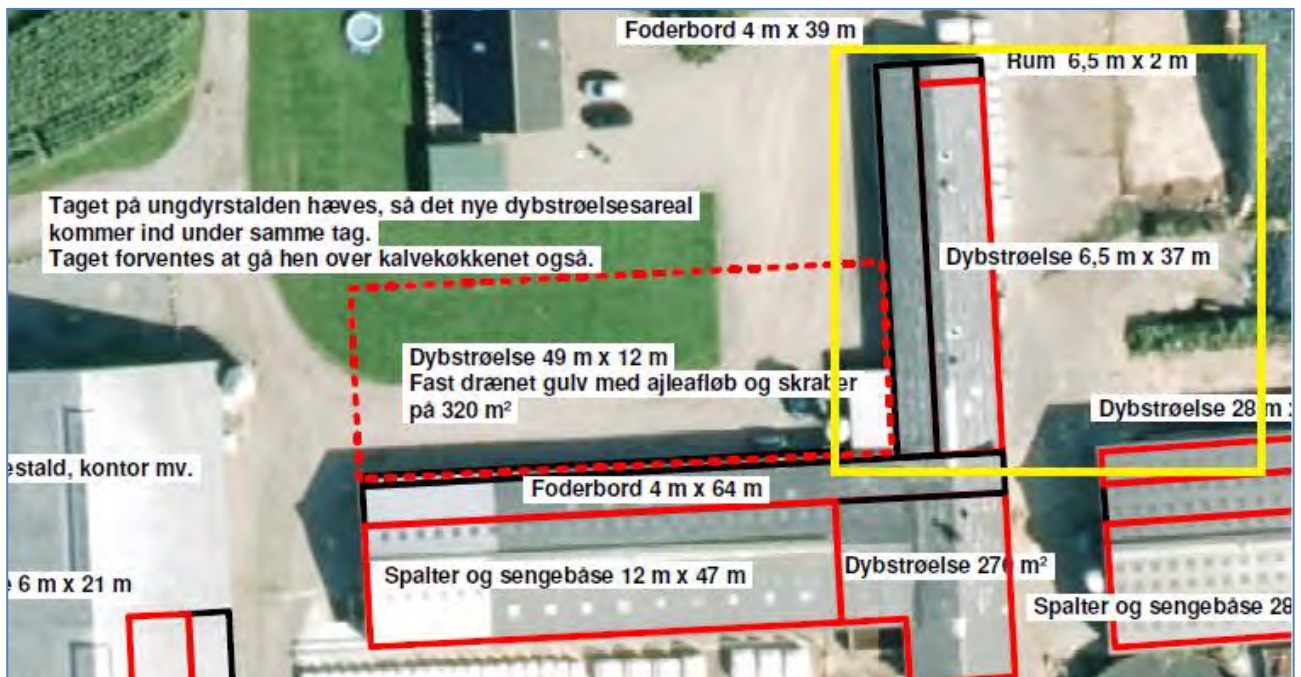 Foderbord 4 m x 39 m
Rum 6,5 m x 2 m
Taget på ungdyrstalden hæves, så det nye dybstrøelsesareal
kommer ind under samme tag.
Taget forventes at gå hen over kalvekøkkenet også.
Dybstrøelse 6,5 m x 37 m
Dybstrøelse 49 m x 12 m
Fast drænet gulv med ajleafløb og skraber
på 320 m²
Dybstrøelse 28 m x
estald, kontor mv.
Foderbord 4 m x 64 m
Spalter og sengebåse 12 m x 47 m
Dybstrøelse 270 m²
e 6 m x 21 m
Spalter og sengebåse 28